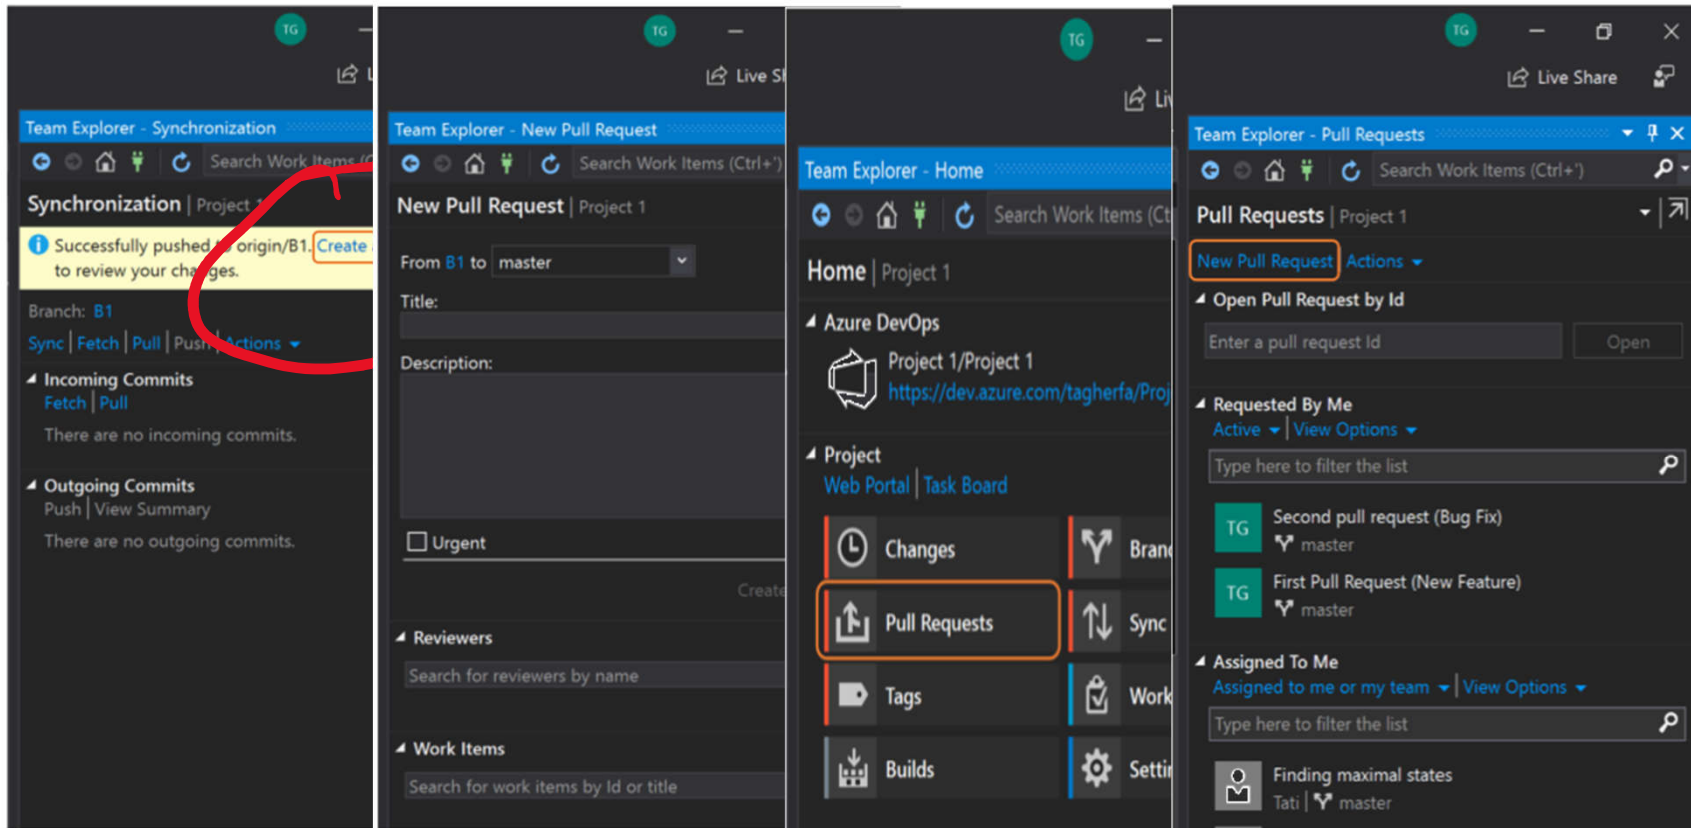 TG
Team Explorer - Synchronization
Search Work Items (C
Synchronization | Project 1
Successfully pushed to origin/B1. Create
to review your changes.
Branch: B1
Sync | Fetch | Pull | Push | Actions
Incoming Commits
Fetch | Pull
There are no incoming commits.
Outgoing Commits
Push | View Summary
There are no outgoing commits.
TG
Live Sh
Team Explorer - New Pull Request
Search Work Items (Ctrl+')
New Pull Request | Project 1
From B1 to master
Title:
Description:
Urgent
Create
Reviewers
Search for reviewers by name
Work Items
Search for work items by Id or title
TG
Liv
Team Explorer - Home
Search Work Items (Ct
Home | Project 1
Azure DevOps
Project 1/Project 1
https://dev.azure.com/tagherfa/Proj
Project
Web Portal | Task Board
Changes
Bran
Pull Requests
Sync
Tags
Work
Builds
Settin
TG
Live Share
Team Explorer - Pull Requests
Search Work Items (Ctrl+')
Pull Requests | Project 1
New Pull Request | Actions
Open Pull Request by Id
Enter a pull request Id
Open
Requested By Me
Active | View Options
Type here to filter the list
TG
Second pull request (Bug Fix)
master
TG
First Pull Request (New Feature)
master
Assigned To Me
Assigned to me or my team | View Options
Type here to filter the list
Finding maximal states
Tati | master